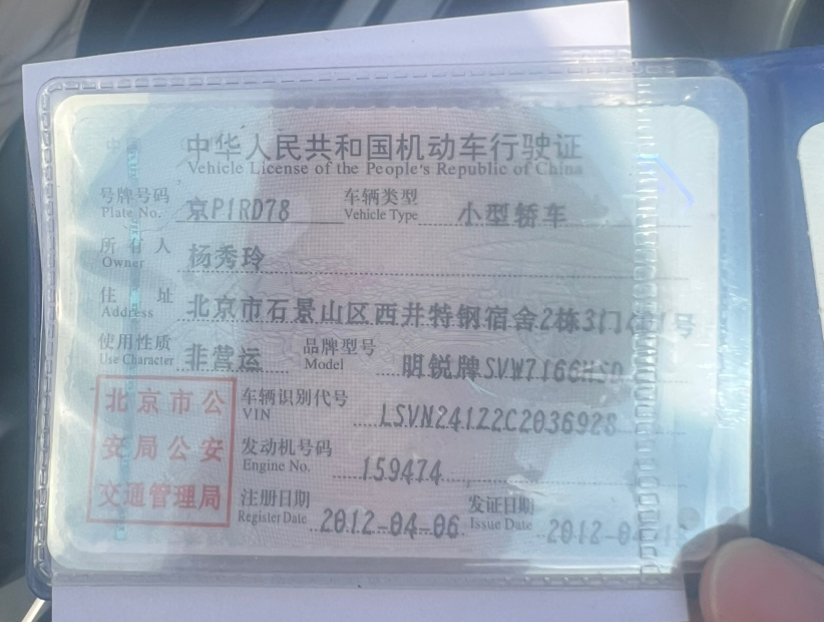 中华人民共和国机动车行驶证
Vehicle License of the People's Republic of China
号牌号码 京P1RD78 车辆类型 小型轿车
Plate No. Vehicle Type
所有人 杨秀玲
Owner
住址 北京市石景山区西井特钢宿舍2栋3门号
Address
使用性质 非营运 品牌型号 明锐牌SVW7166HSD
Use Character Model
北京市公
安局公安
交通管理局
车辆识别代号 LSVN241Z2C2036928
VIN
发动机号码 159474
Engine No.
注册日期 2012-04-06 发证日期 2012-0
Register Date Issue Date